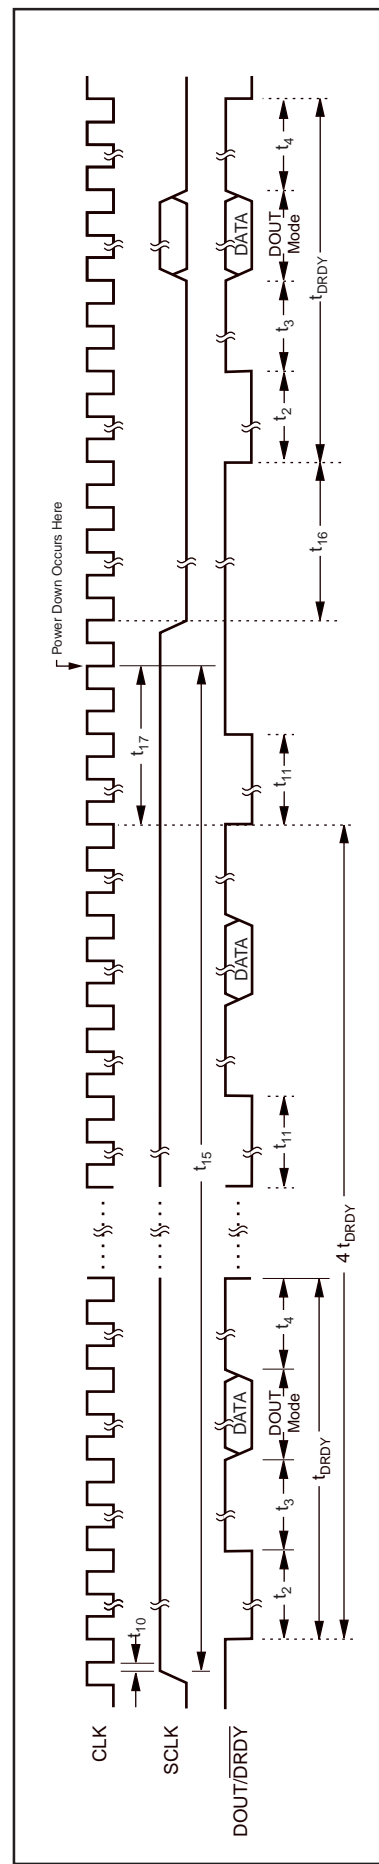 Power Down Occurs Here
CLK
t10
t17
SCLK
t15
DOUT/DRDY
DATA
DATA
DATA
t2
t3
DOUT
Mode
t4
t11
t11
t16
t2
t3
DOUT
Mode
t4
tDRDY
tDRDY
4 tDRDY